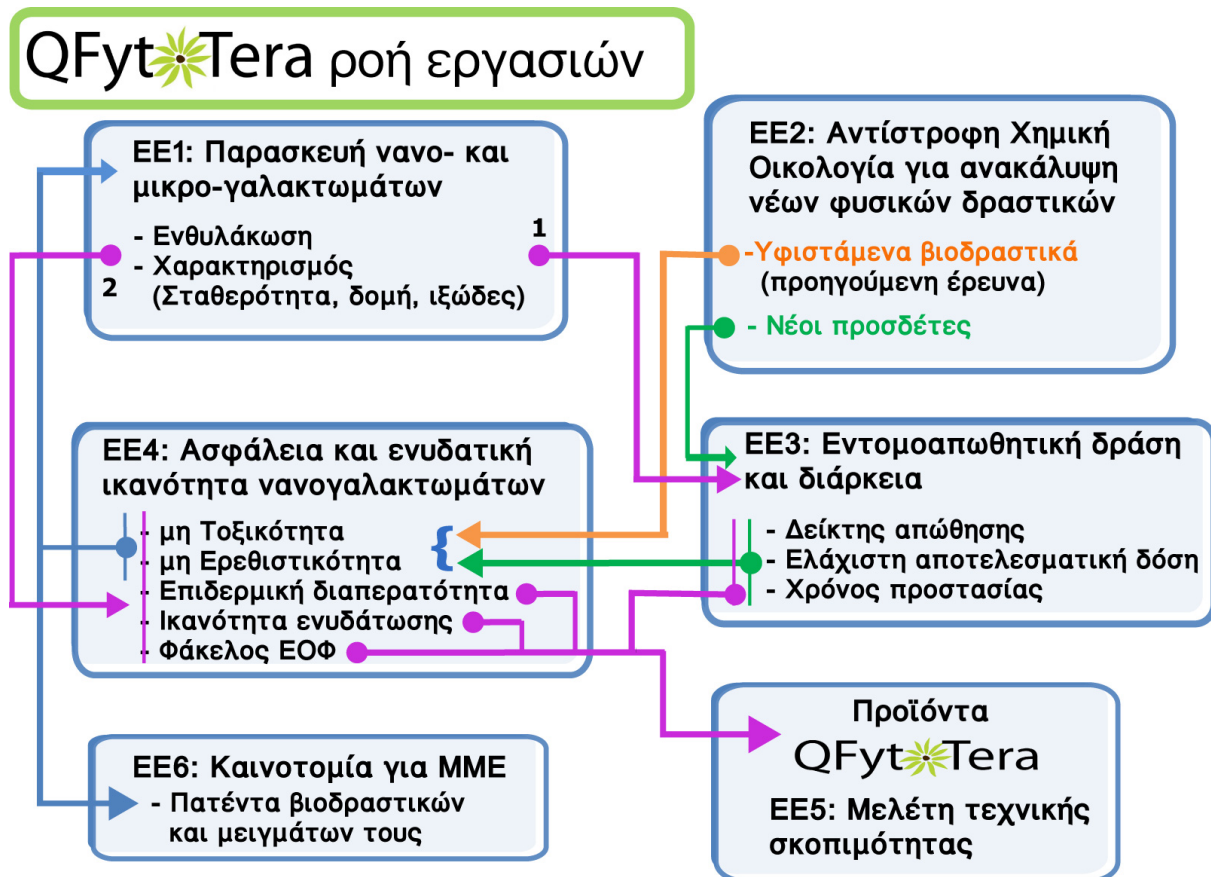 QFytoTera ροή εργασιών
ΕΕ1: Παρασκευή νανο- και
μικρο-γαλακτωμάτων
- Ενθυλάκωση
- Χαρακτηρισμός
(Σταθερότητα, δομή, ιξώδες)
1
2
ΕΕ2: Αντίστροφη Χημική
Οικολογία για ανακάλυψη
νέων φυσικών δραστικών
-Υφιστάμενα βιοδραστικά
(προηγούμενη έρευνα)
- Νέοι προσδέτες
ΕΕ4: Ασφάλεια και ενυδατική
ικανότητα νανογαλακτωμάτων
- μη Τοξικότητα
- μη Ερεθιστικότητα
- Επιδερμική διαπερατότητα
- Ικανότητα ενυδάτωσης
- Φάκελος ΕΟΦ
{
ΕΕ3: Εντομοαπωθητική δράση
και διάρκεια
- Δείκτης απώθησης
- Ελάχιστη αποτελεσματική δόση
- Χρόνος προστασίας
ΕΕ6: Καινοτομία για ΜΜΕ
- Πατέντα βιοδραστικών
και μειγμάτων τους
Προϊόντα
QFytoTera
ΕΕ5: Μελέτη τεχνικής
σκοπιμότητας